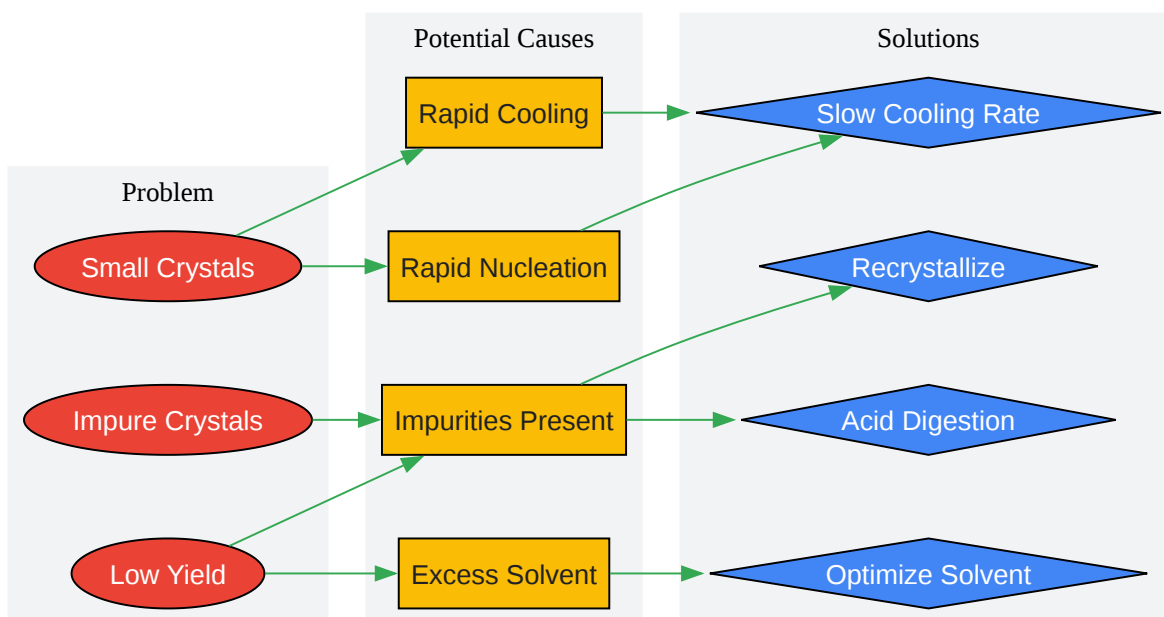 Potential Causes
Solutions
Rapid Cooling
Slow Cooling Rate
Problem
Small Crystals
Rapid Nucleation
Recrystallize
Impure Crystals
Impurities Present
Acid Digestion
Low Yield
Excess Solvent
Optimize Solvent